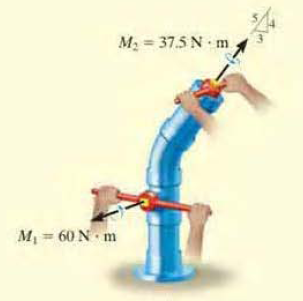 5 4
3
M₂ = 37.5 N · m
M₁ = 60 N · m